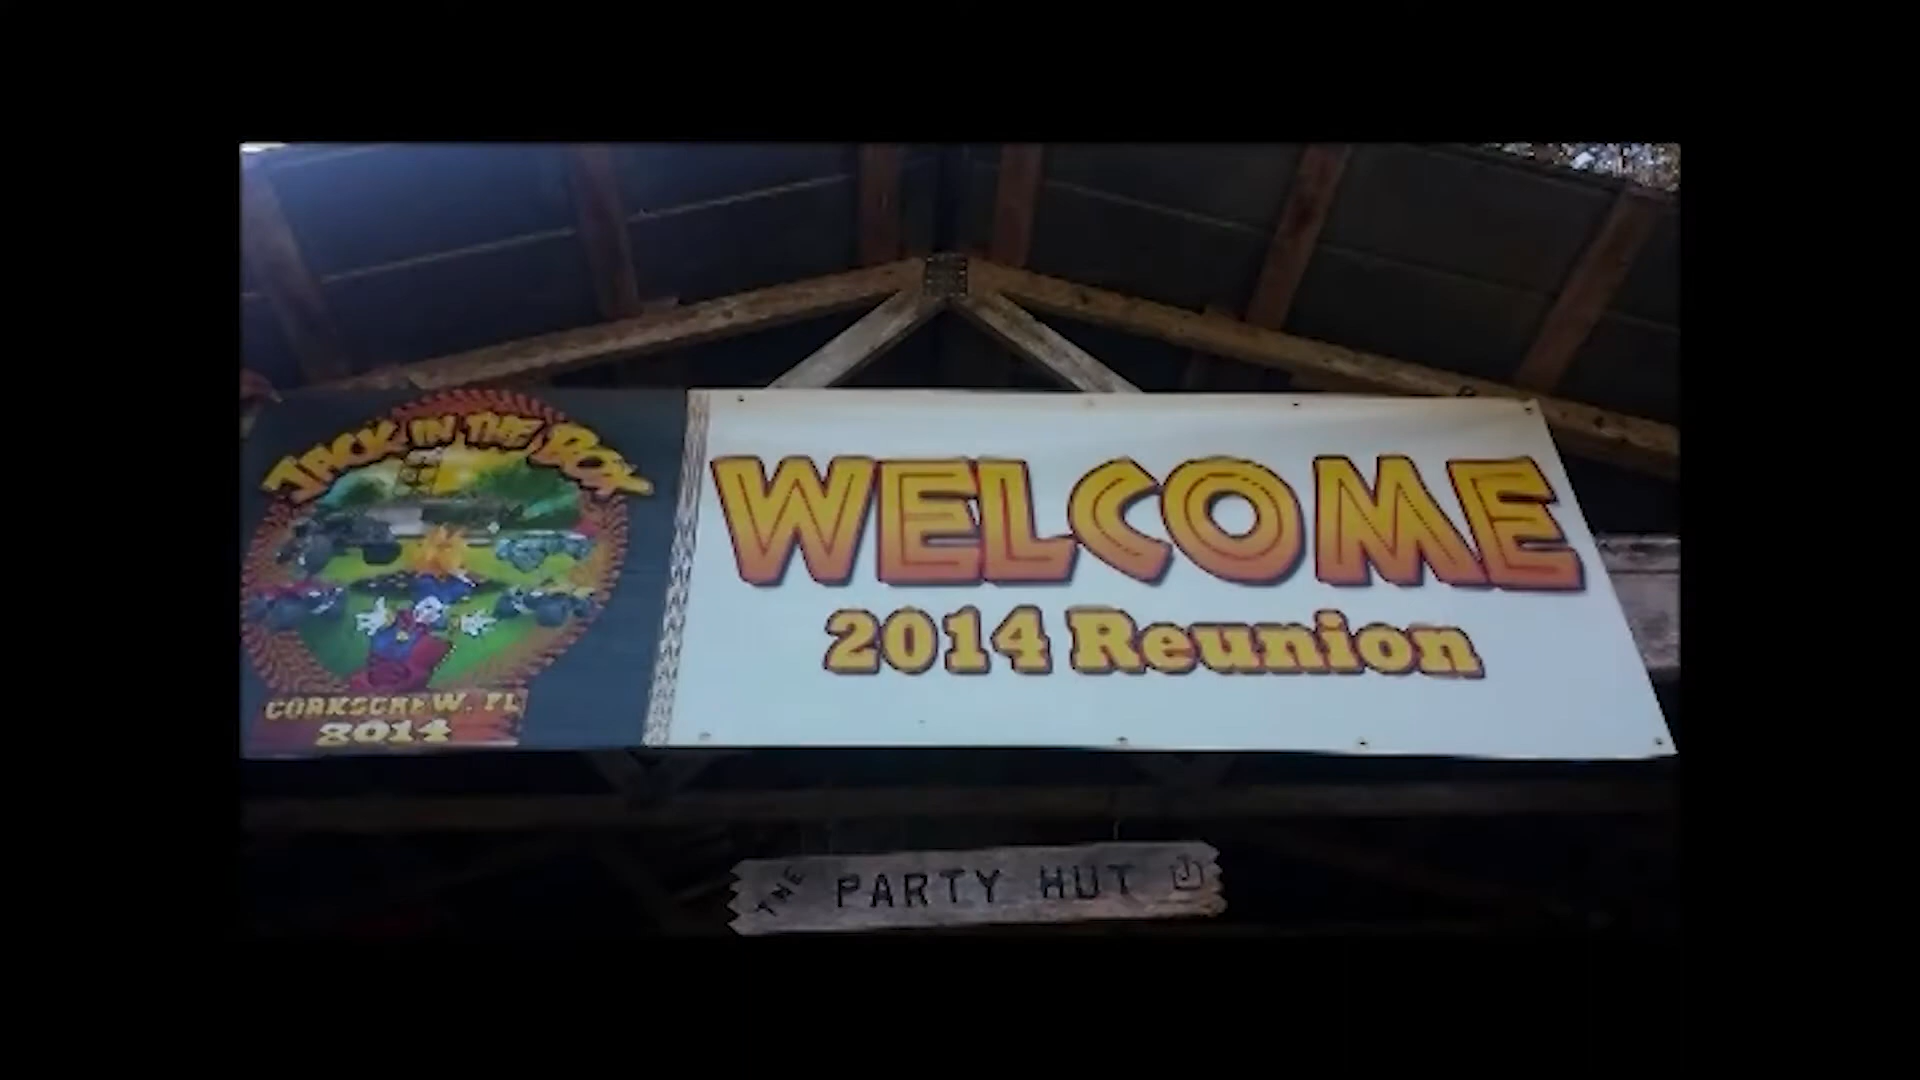 JACK IN THE BOX
CORKSCREW, FL
2014
WELCOME
2014 Reunion
THE PARTY HUT J